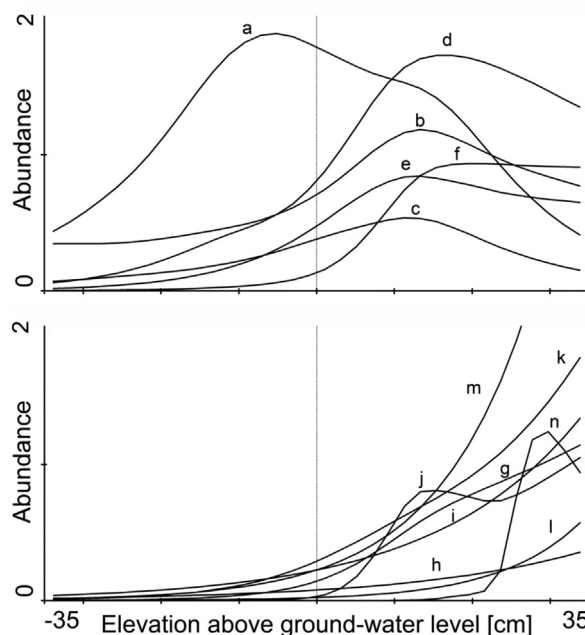 2
a
d
b
f
e
c
Abundance
0
2
k
m
n
j
g
i
l
h
Abundance
0
-35 Elevation above ground-water level [cm] 35